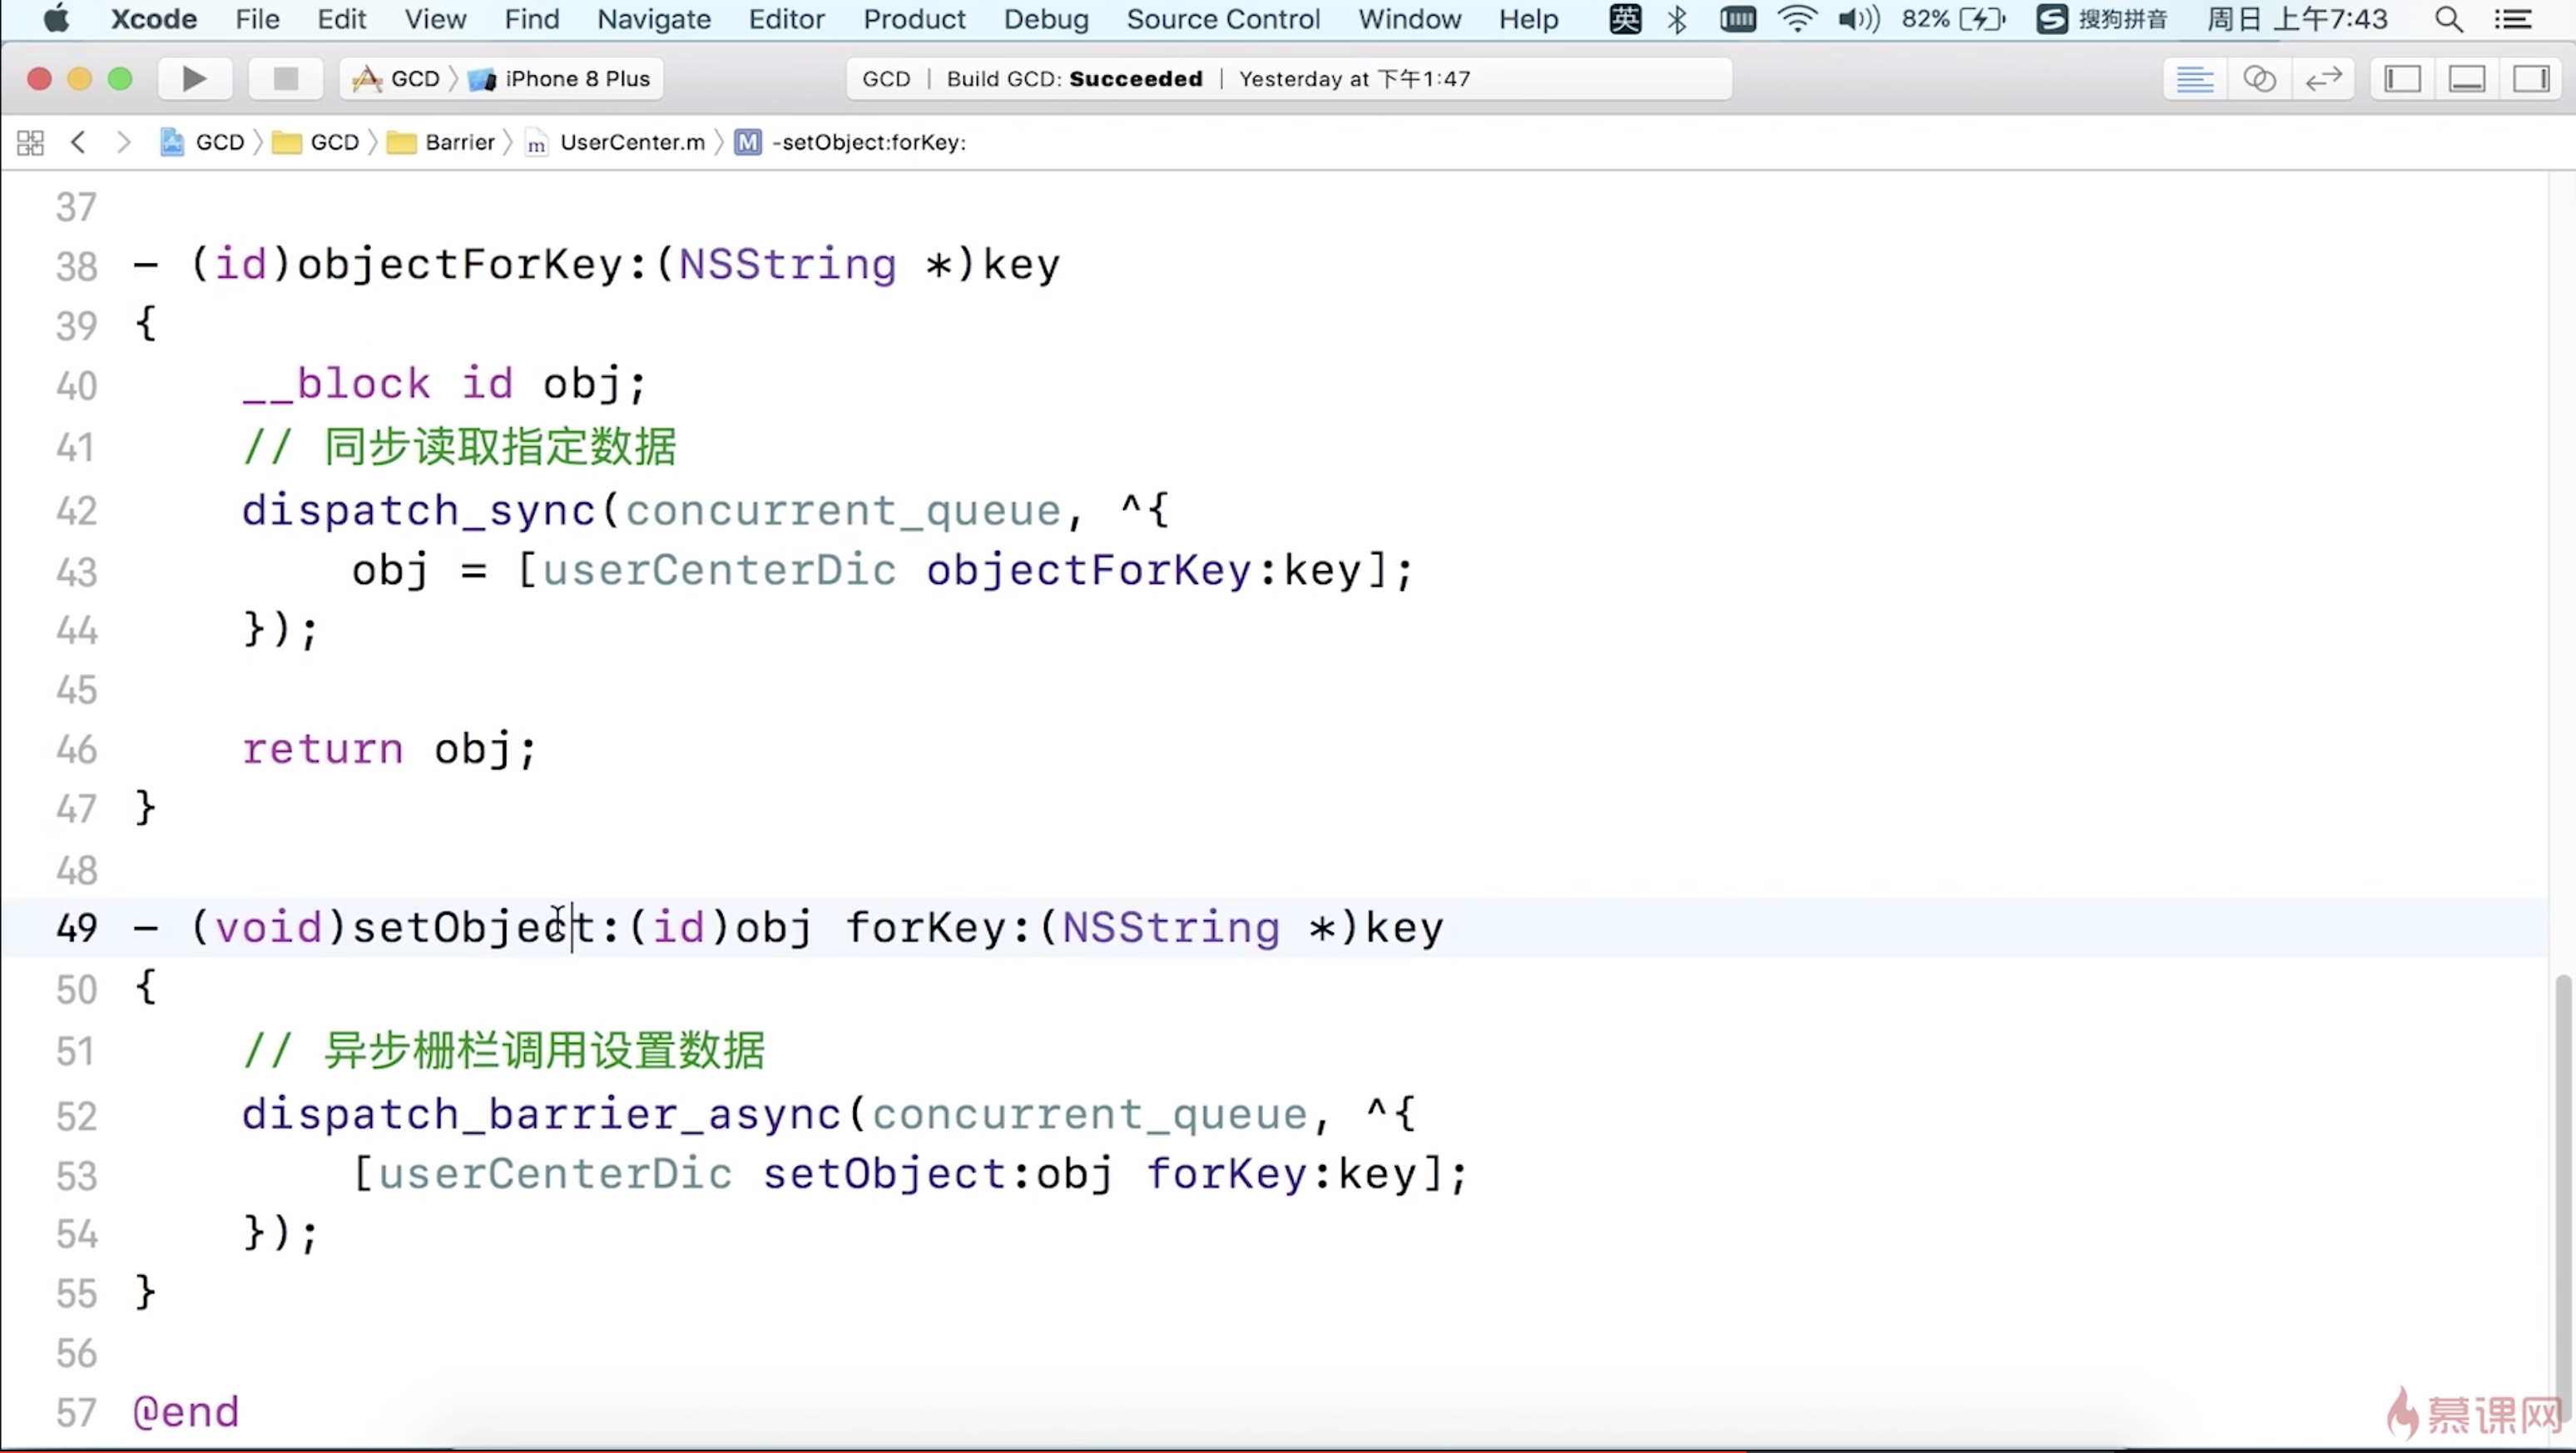 Xcode File Edit View Find Navigate Editor Product Debug Source Control Window Help 英 82% 搜狗拼音 周日 上午7:43
GCD iPhone 8 Plus GCD | Build GCD: Succeeded | Yesterday at 下午1:47
GCD GCD Barrier m UserCenter.m M -setObject:forKey:
37
38 - (id)objectForKey:(NSString *)key
39 {
40 __block id obj;
41 // 同步读取指定数据
42 dispatch_sync(concurrent_queue, ^{
43 obj = [userCenterDic objectForKey:key];
44 });
45
46 return obj;
47 }
48
49 - (void)setObject:(id)obj forKey:(NSString *)key
50 {
51 // 异步栅栏调用设置数据
52 dispatch_barrier_async(concurrent_queue, ^{
53 [userCenterDic setObject:obj forKey:key];
54 });
55 }
56
57 @end
慕课网